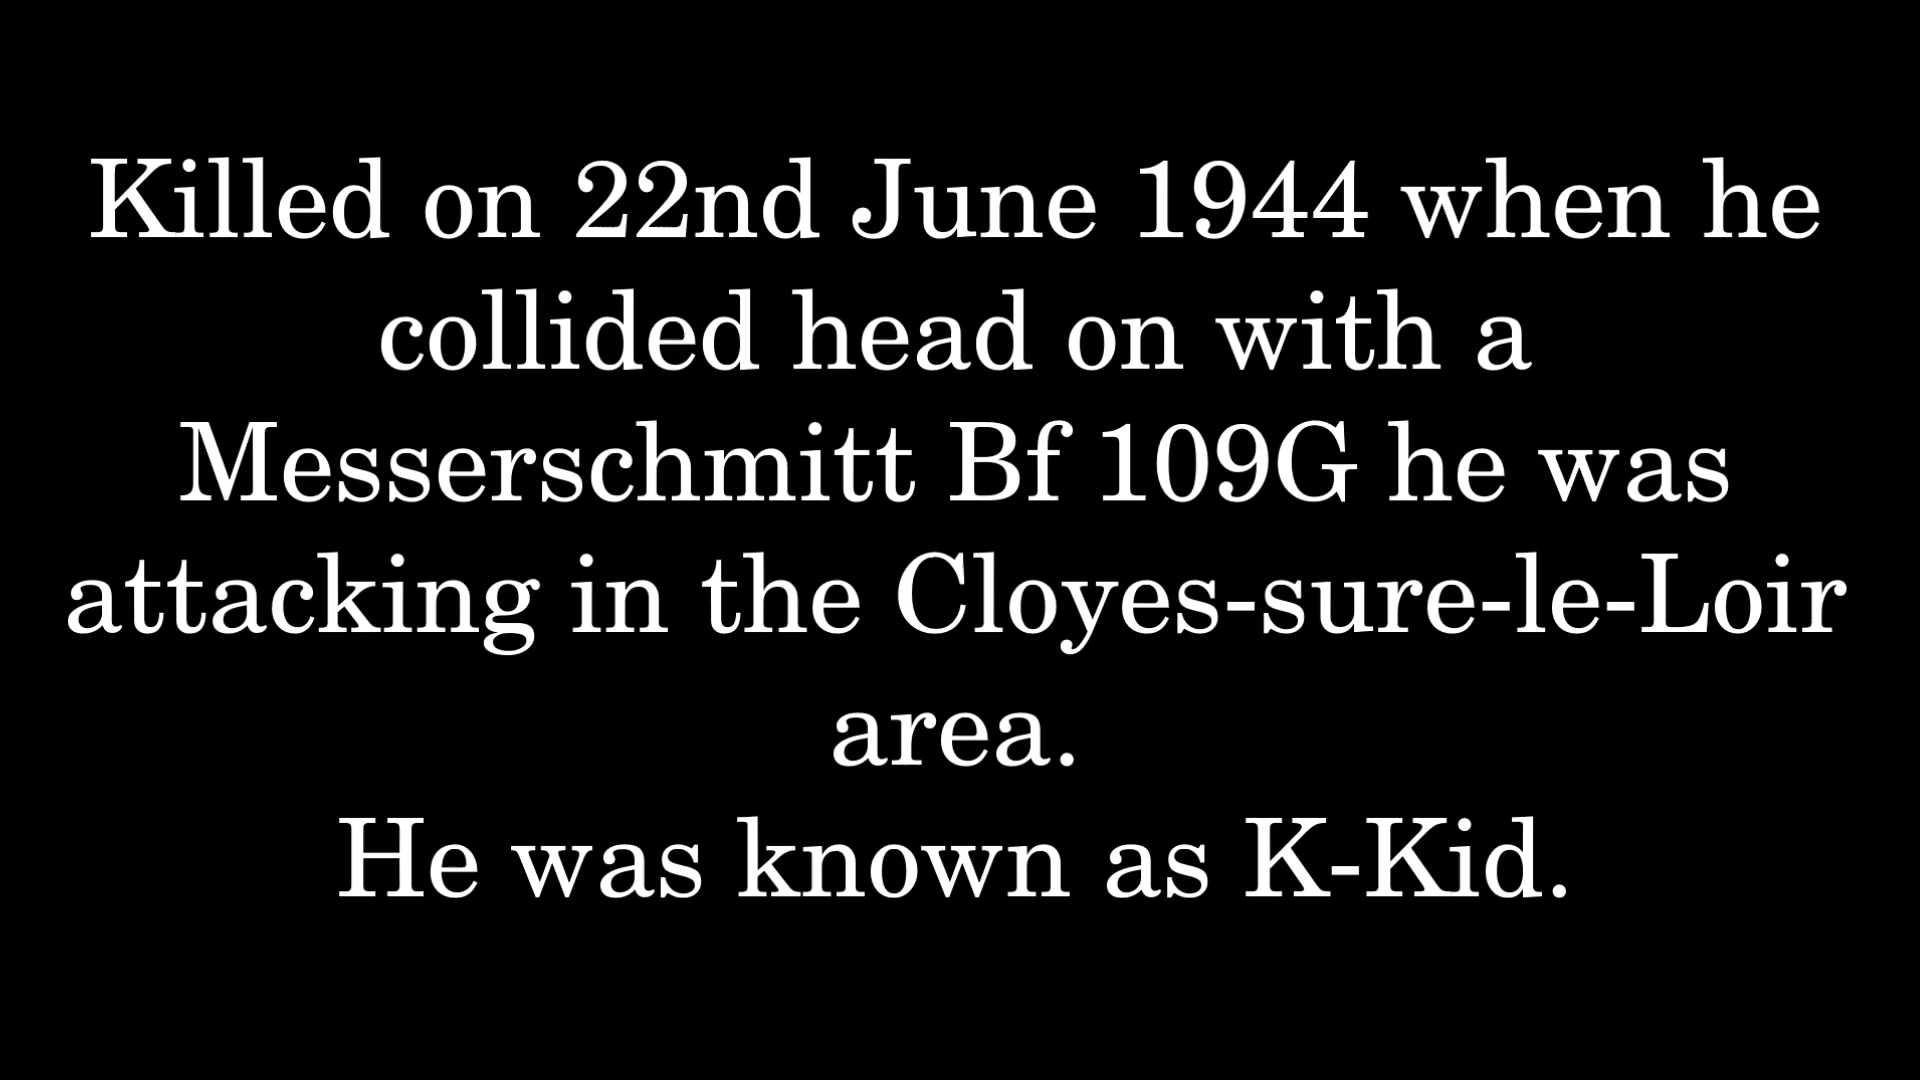 Killed on 22nd June 1944 when he
collided head on with a
Messerschmitt Bf 109G he was
attacking in the Cloyes-sure-le-Loir
area.
He was known as K-Kid.